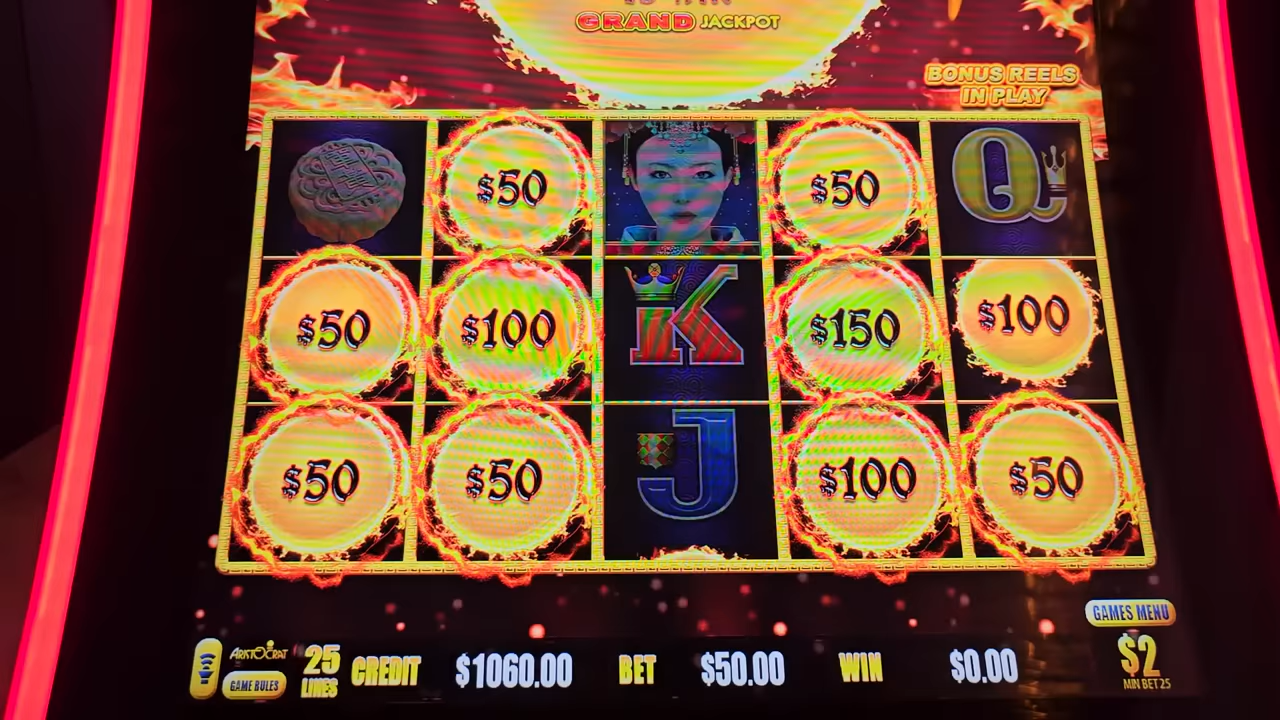 GRAND JACKPOT
BONUS REELS
IN PLAY
$50
$50
Q
$50
$100
K
$150
$100
$50
$50
J
$100
$50
GAMES MENU
ARISTOCRAT
GAME RULES
25
LINES
CREDIT
$1060.00
BET
$50.00
WIN
$0.00
$2
MIN BET 25